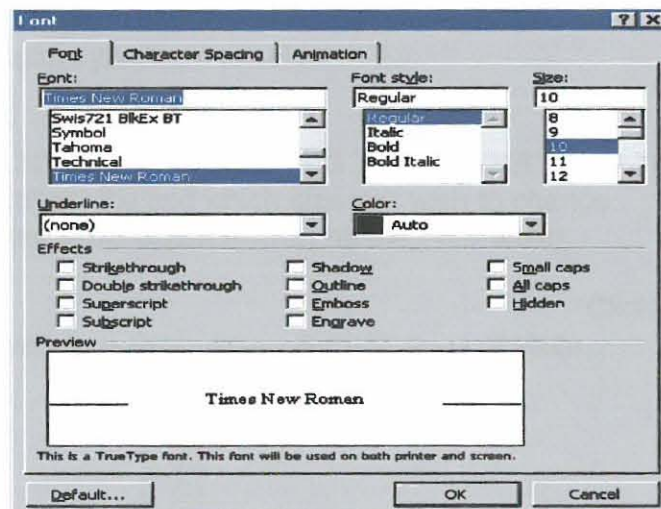 Font
Font Character Spacing Animation
Font: Font style: Size:
Times New Roman Regular 10
Swis721 BlkEx BT Regular 8
Symbol Italic 9
Tahoma Bold 10
Technical Bold Italic 11
Times New Roman 12
Underline: Color:
(none) Auto
Effects
Strikethrough Shadow Small caps
Double strikethrough Outline All caps
Superscript Emboss Hidden
Subscript Engrave
Preview
Times New Roman
This is a TrueType font. This font will be used on both printer and screen.
Default... OK Cancel